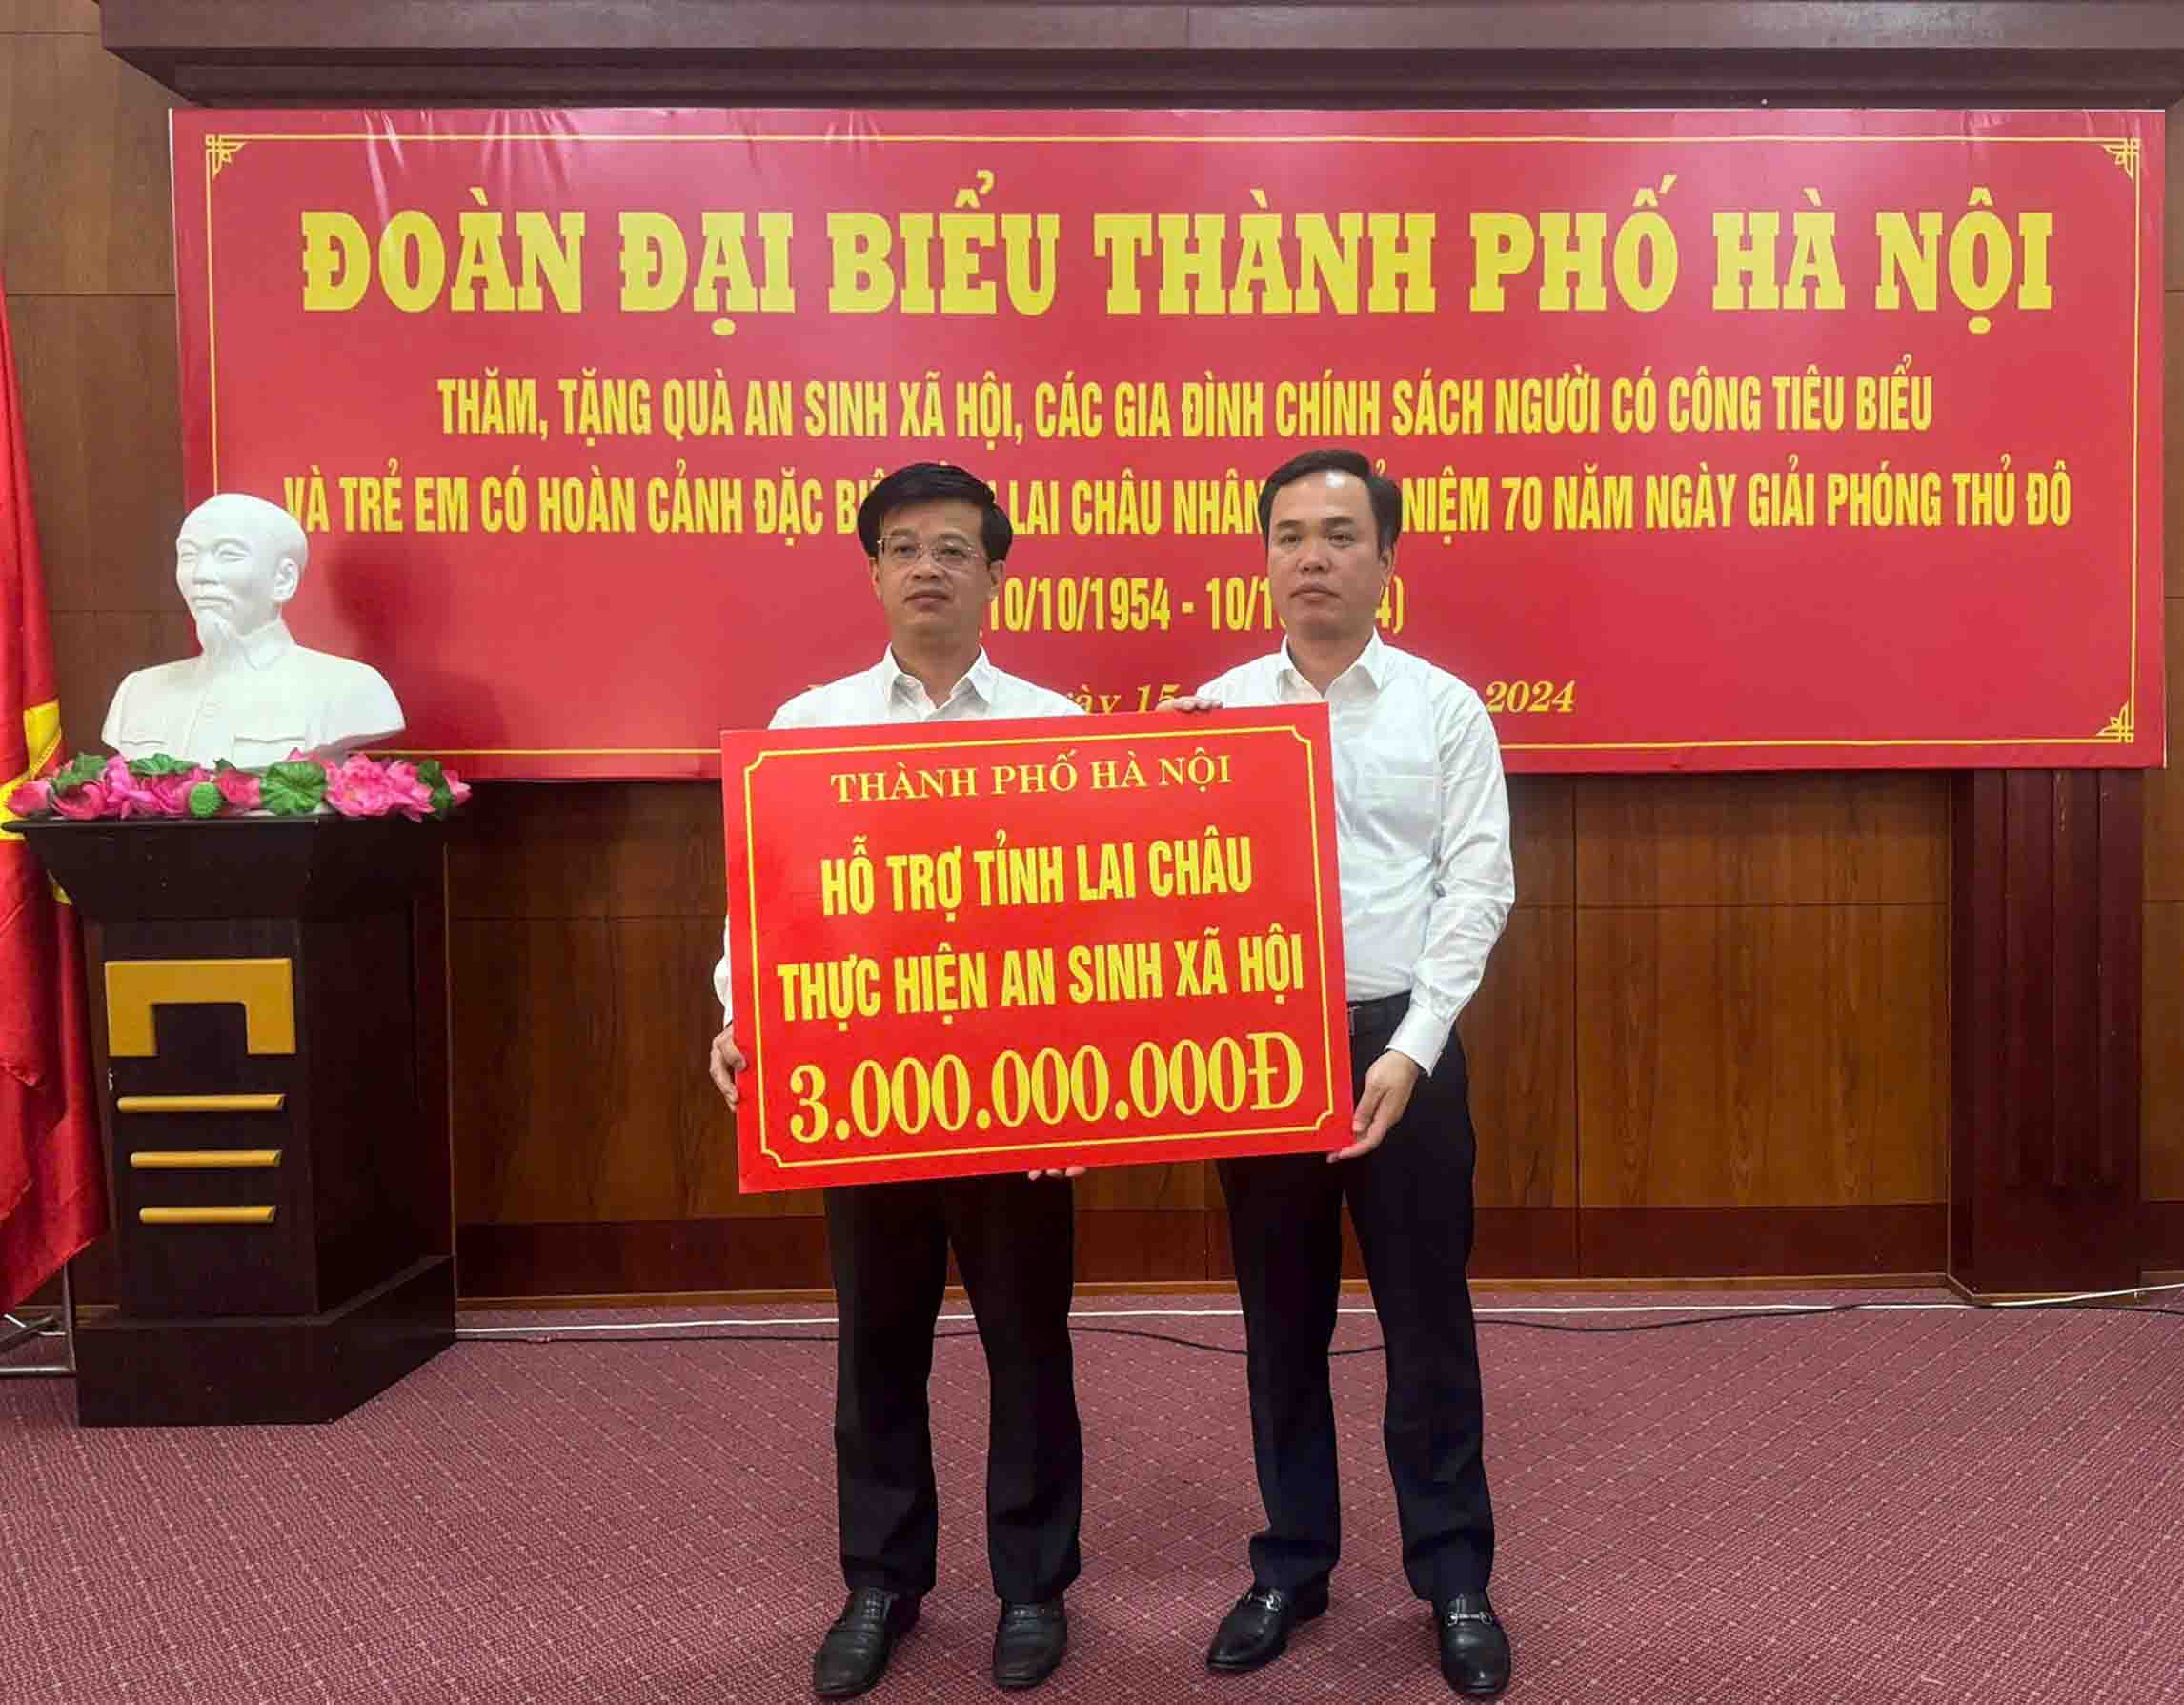 ĐOÀN ĐẠI BIỂU THÀNH PHỐ HÀ NỘI
THĂM, TẶNG QUÀ AN SINH XÃ HỘI, CÁC GIA ĐÌNH CHÍNH SÁCH NGƯỜI CÓ CÔNG TIÊU BIỂU
VÀ TRẺ EM CÓ HOÀN CẢNH ĐẶC LAI CHÂU NHÂN NIỆM 70 NĂM NGÀY GIẢI PHÓNG THỦ ĐÔ
(10/10/1954 - 10/1
15 2024
THÀNH PHỐ HÀ NỘI
HỖ TRỢ TỈNH LAI CHÂU
THỰC HIỆN AN SINH XÃ HỘI
3.000.000.000Đ